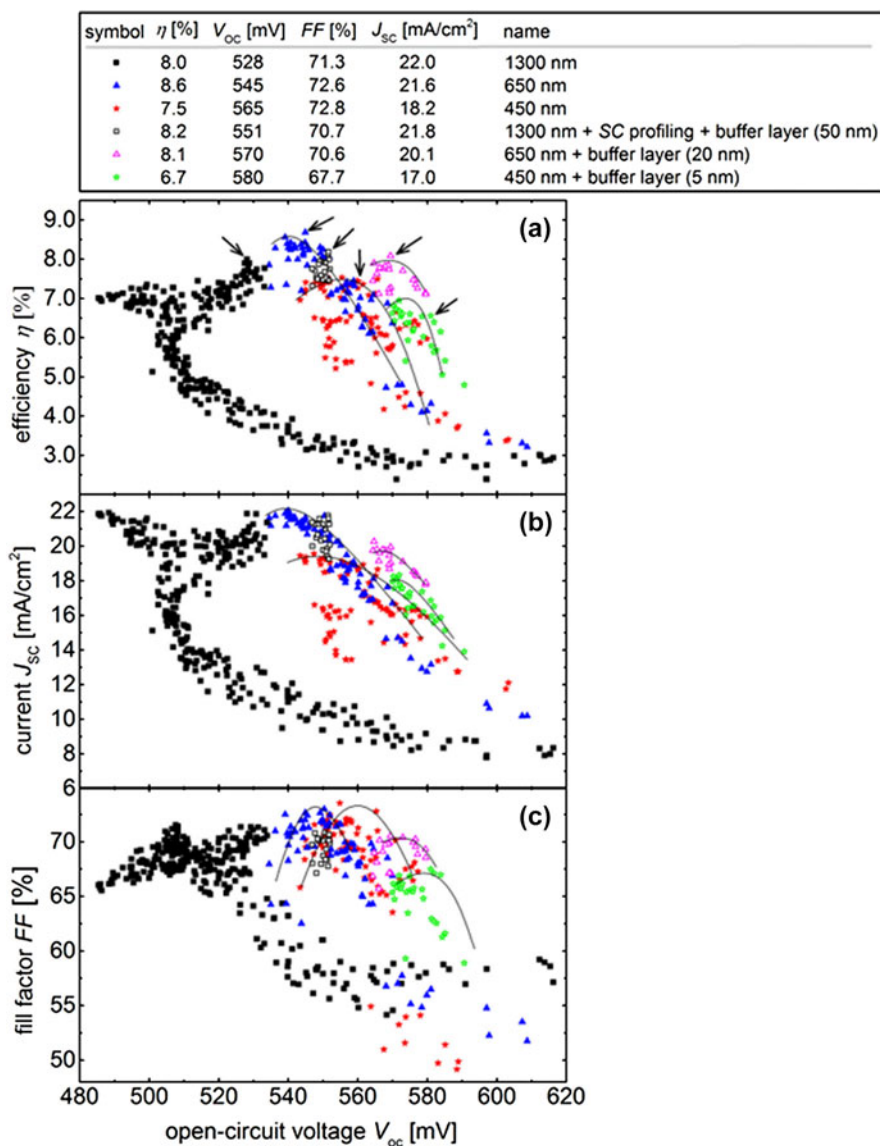 symbol η [%] V_oc [mV] FF [%] J_sc [mA/cm²] name
8.0 528 71.3 22.0 1300 nm
8.6 545 72.6 21.6 650 nm
7.5 565 72.8 18.2 450 nm
8.2 551 70.7 21.8 1300 nm + SC profiling + buffer layer (50 nm)
8.1 570 70.6 20.1 650 nm + buffer layer (20 nm)
6.7 580 67.7 17.0 450 nm + buffer layer (5 nm)
(a)
efficiency η [%]
9.0
8.0
7.0
6.0
5.0
4.0
3.0
(b)
current J_sc [mA/cm²]
22
20
18
16
14
12
10
8
6
(c)
fill factor FF [%]
70
65
60
55
50
480 500 520 540 560 580 600 620
open-circuit voltage V_oc [mV]